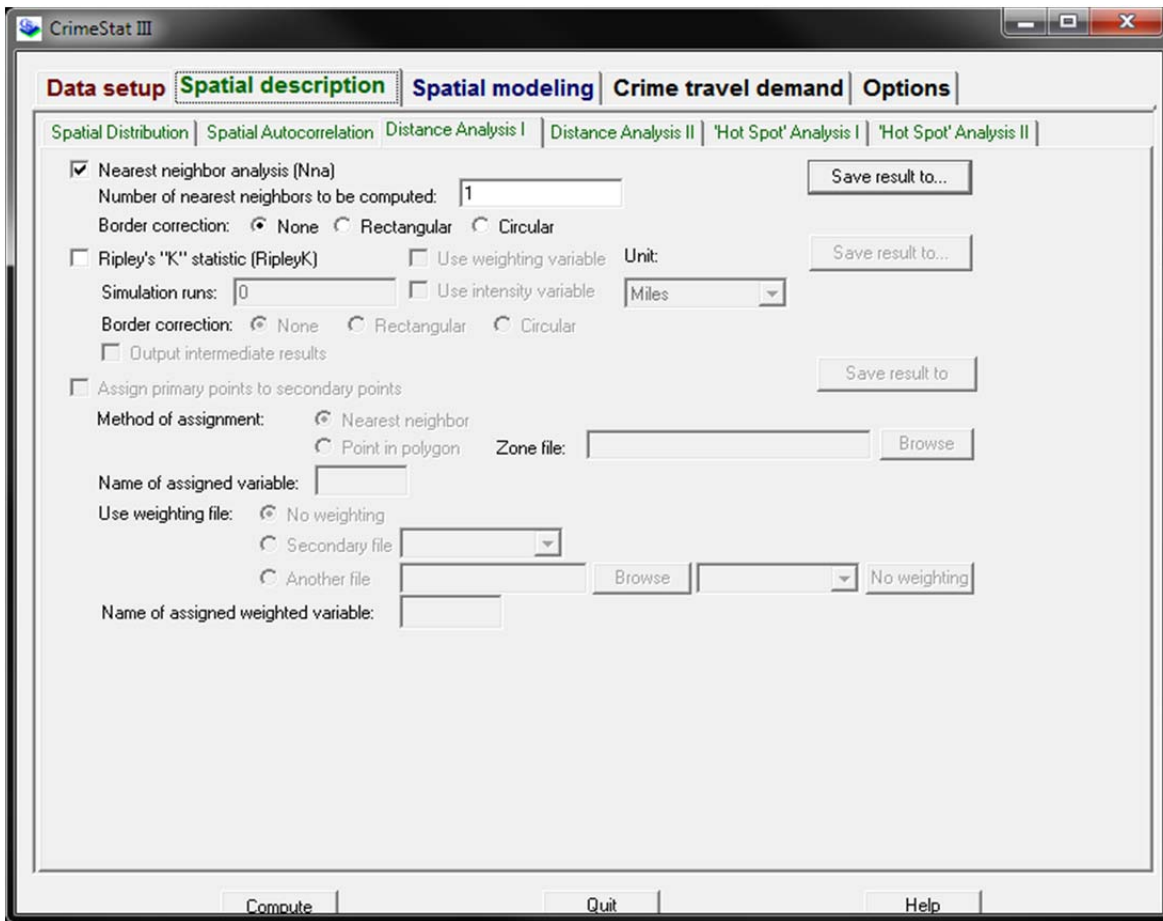 CrimeStat III
Data setup Spatial description Spatial modeling Crime travel demand Options
Spatial Distribution Spatial Autocorrelation Distance Analysis I Distance Analysis II 'Hot Spot' Analysis I 'Hot Spot' Analysis II
Nearest neighbor analysis (Nna) Save result to...
Number of nearest neighbors to be computed: 1
Border correction: None Rectangular Circular
Ripley's "K" statistic (RipleyK) Use weighting variable Unit: Save result to...
Simulation runs: 0 Use intensity variable Miles
Border correction: None Rectangular Circular
Output intermediate results
Save result to
Assign primary points to secondary points
Method of assignment: Nearest neighbor
Point in polygon Zone file: Browse
Name of assigned variable:
Use weighting file: No weighting
Secondary file
Another file Browse No weighting
Name of assigned weighted variable:
Compute Quit Help